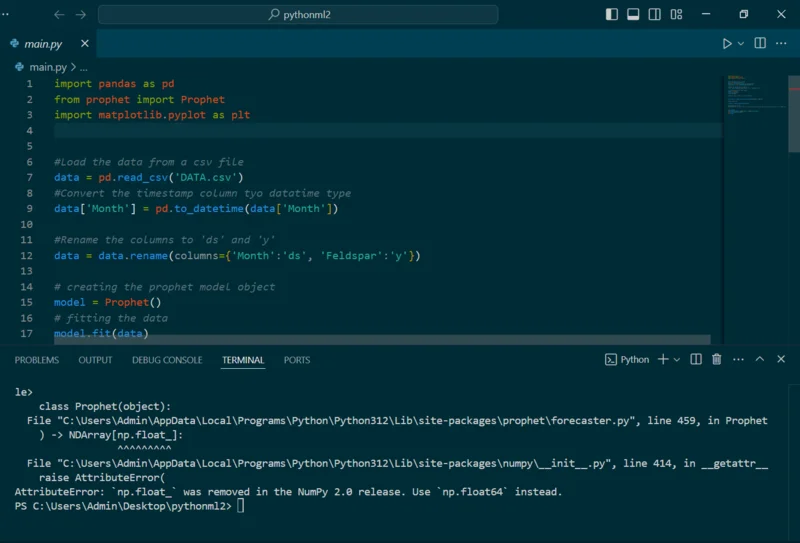 pythonml2
main.py
main.py > ...
1 import pandas as pd
2 from prophet import Prophet
3 import matplotlib.pyplot as plt
4
5
6 #Load the data from a csv file
7 data = pd.read_csv('DATA.csv')
8 #Convert the timestamp column tyo datatime type
9 data['Month'] = pd.to_datetime(data['Month'])
10
11 #Rename the columns to 'ds' and 'y'
12 data = data.rename(columns={'Month':'ds', 'Feldspar':'y'})
13
14 # creating the prophet model object
15 model = Prophet()
16 # fitting the data
17 model.fit(data)
PROBLEMS OUTPUT DEBUG CONSOLE TERMINAL PORTS Python
le>
    class Prophet(object):
  File "C:\Users\Admin\AppData\Local\Programs\Python\Python312\Lib\site-packages\prophet\forecaster.py", line 459, in Prophet
    ) -> NDArray[np.float_]:
                 ^^^^^^^^^
  File "C:\Users\Admin\AppData\Local\Programs\Python\Python312\Lib\site-packages\numpy\__init__.py", line 414, in __getattr__
    raise AttributeError(
AttributeError: `np.float_` was removed in the NumPy 2.0 release. Use `np.float64` instead.
PS C:\Users\Admin\Desktop\pythonml2>